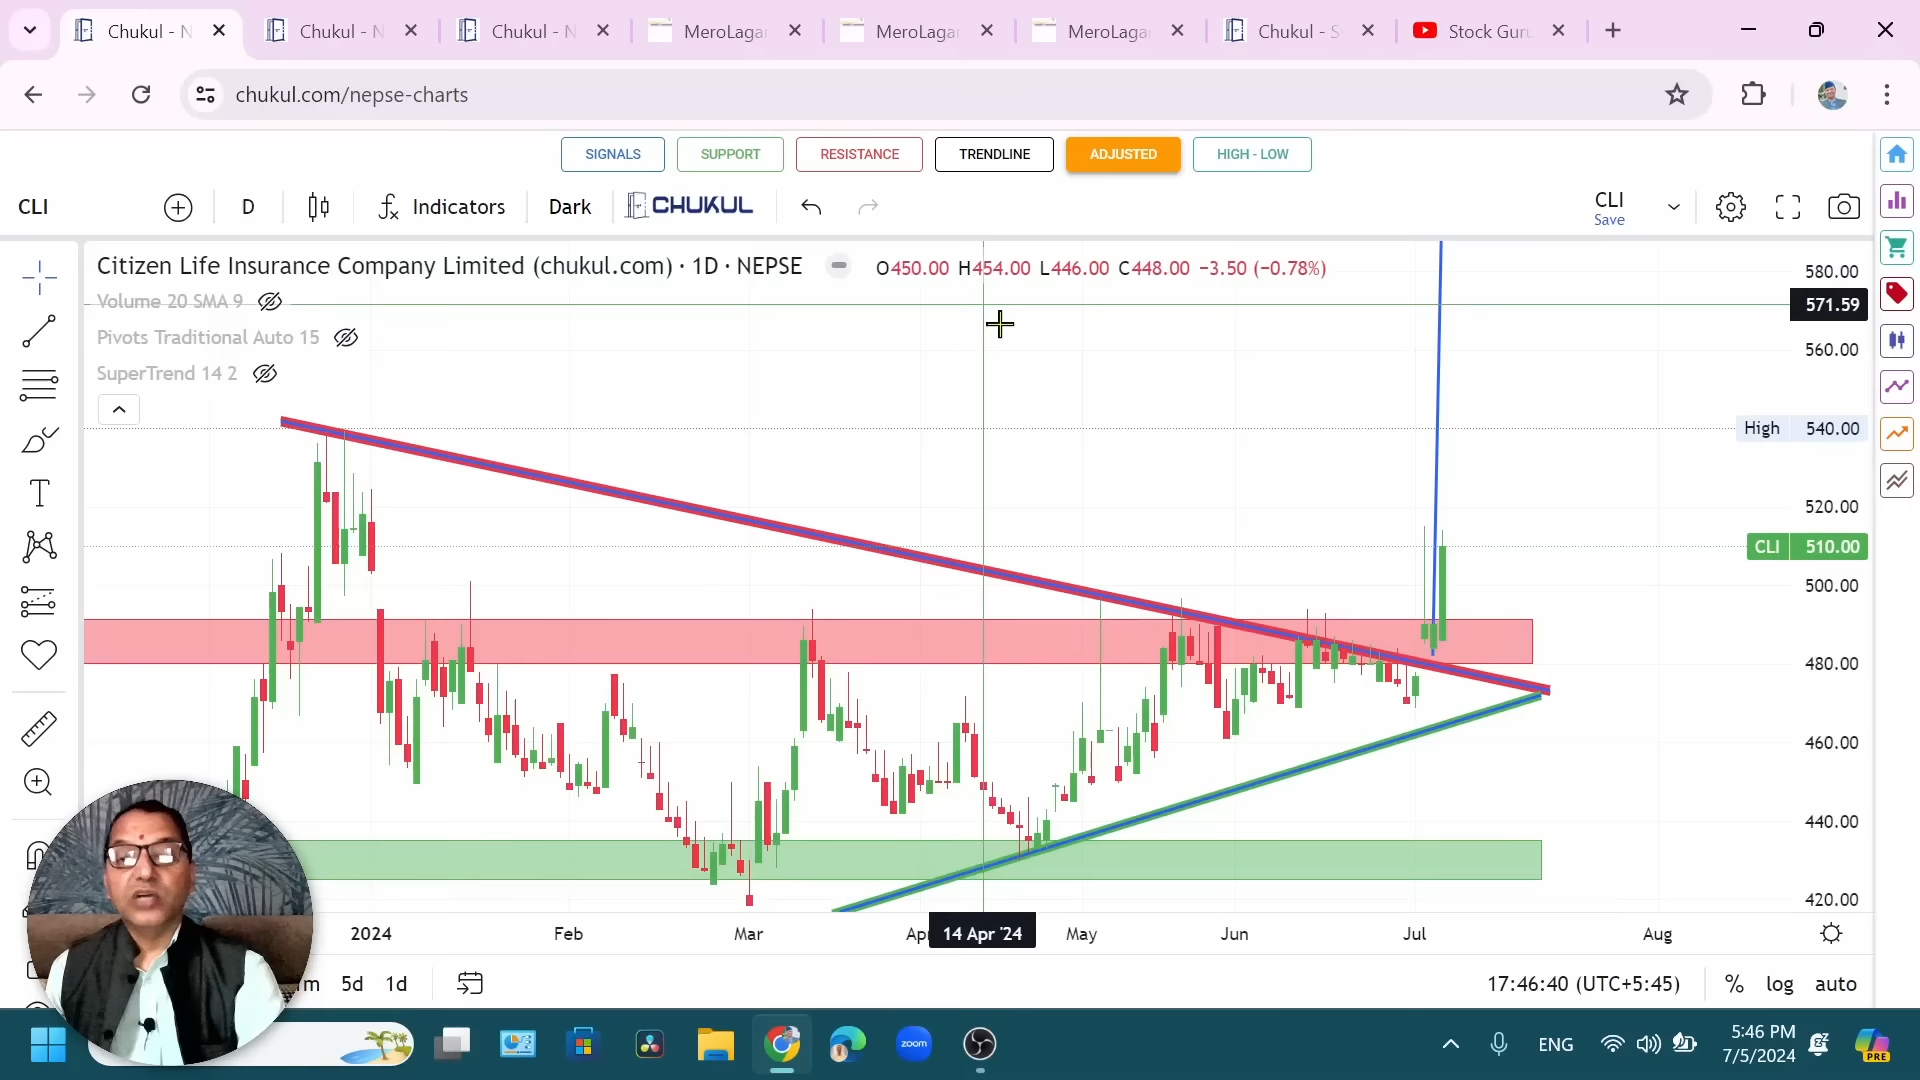 Chukul - N
Chukul - N
Chukul - N
MeroLaga
MeroLaga
MeroLaga
Chukul - S
Stock Guru
chukul.com/nepse-charts
SIGNALS
SUPPORT
RESISTANCE
TRENDLINE
ADJUSTED
HIGH - LOW
CLI
D
Indicators
Dark
CHUKUL
CLI
Save
Citizen Life Insurance Company Limited (chukul.com) · 1D · NEPSE
O450.00 H454.00 L446.00 C448.00 −3.50 (−0.78%)
Volume 20 SMA 9
Pivots Traditional Auto 15
SuperTrend 14 2
580.00
571.59
560.00
High 540.00
520.00
CLI 510.00
500.00
480.00
460.00
440.00
420.00
2024
Feb
Mar
14 Apr '24
May
Jun
Jul
Aug
5d
1d
17:46:40 (UTC+5:45)
%
log
auto
zoom
ENG
5:46 PM
7/5/2024
PRE